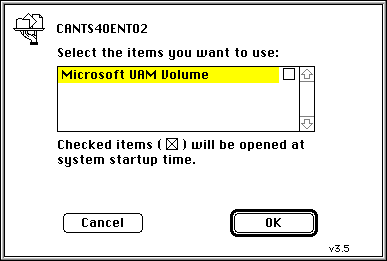 CANTS40ENT02
Select the items you want to use:
Microsoft UAM Volume
Checked items ( ☒ ) will be opened at
system startup time.
Cancel
OK
v3.5